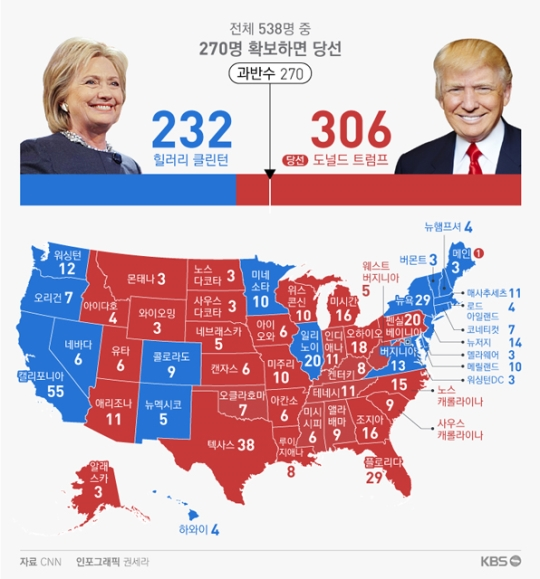 전체 538명 중
270명 확보하면 당선
과반수 270
232
306
힐러리 클린턴
당선 도널드 트럼프
뉴햄프셔 4
워싱턴
12
몬태나 3
노스
다코타 3
미네
소타
10
웨스트
버지니아
5
버몬트 3
메인 1
3
오리건 7
아이다호
4
와이오밍
3
사우스
다코타 3
위스
콘신
10
미시간
16
뉴욕 29
매사추세츠 11
로드
아일랜드 4
네바다
6
유타
6
콜로라도
9
네브래스카
5
아이
오와 6
일리
노이
20
인디
애나
11
오하이오
18
펜실 20
베이니아
코네티컷 7
뉴저지 14
델라웨어 3
메릴랜드 10
워싱턴DC 3
캘리포니아
55
캔자스 6
미주리
10
켄터키 8
버지니아
13
애리조나
11
뉴멕시코
5
오클라호마
7
아칸소
6
테네시 11
15
노스
캐롤라이나
텍사스 38
루이
지애나
8
미시
시피
6
앨라
배마
9
조지아
16
9
사우스
캐롤라이나
알래
스카
3
플로리다
29
하와이 4
자료 CNN 인포그래픽 권세라
KBS